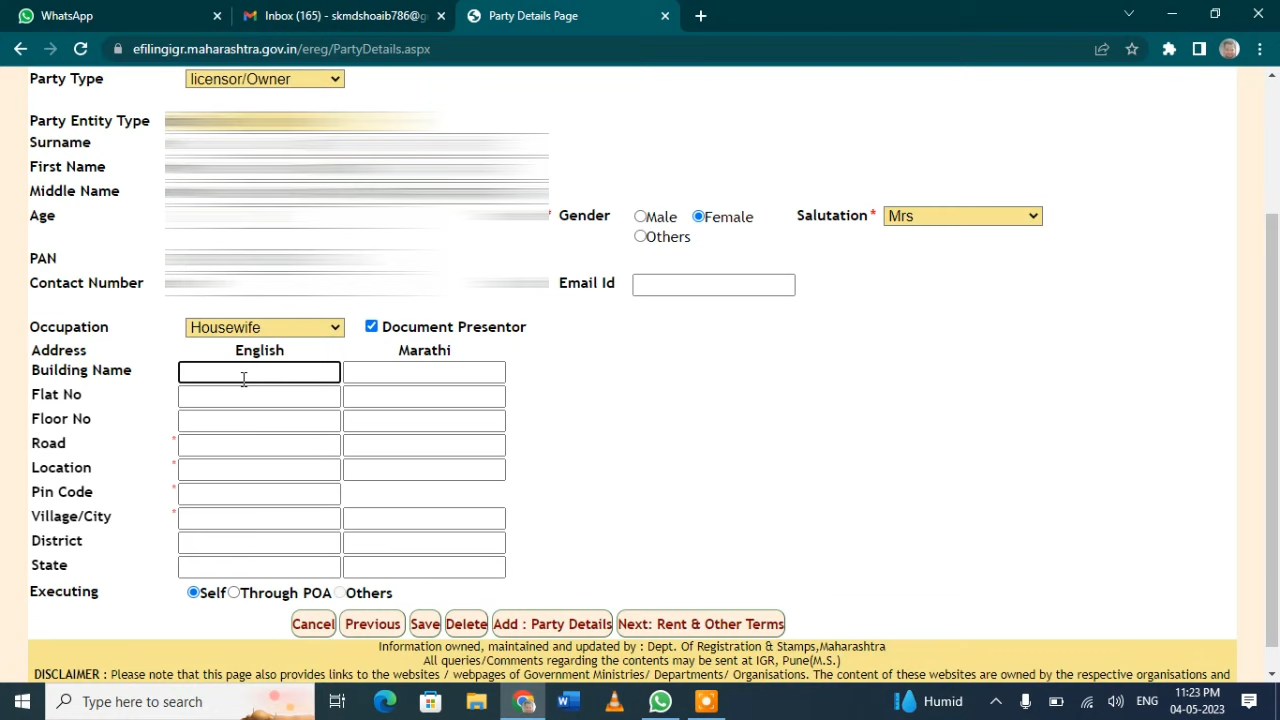 WhatsApp
Inbox (165) - skmdshoaib786@g
Party Details Page
efilingigr.maharashtra.gov.in/ereg/PartyDetails.aspx
Party Type licensor/Owner
Party Entity Type
Surname
First Name
Middle Name
Age * Gender Male Female Salutation* Mrs
Others
PAN
Contact Number Email Id
Occupation Housewife Document Presentor
Address English Marathi
Building Name
Flat No
Floor No
Road *
Location *
Pin Code *
Village/City *
District
State
Executing Self Through POA Others
Cancel Previous Save Delete Add : Party Details Next: Rent & Other Terms
Information owned, maintained and updated by : Dept. Of Registration & Stamps,Maharashtra
All queries/Comments regarding the contents may be sent at IGR, Pune(M.S.)
DISCLAIMER : Please note that this page also provides links to the websites / webpages of Government Ministries/ Departments/ Organisations. The content of these websites are owned by the respective organisations and
Type here to search Humid ENG 11:23 PM
04-05-2023